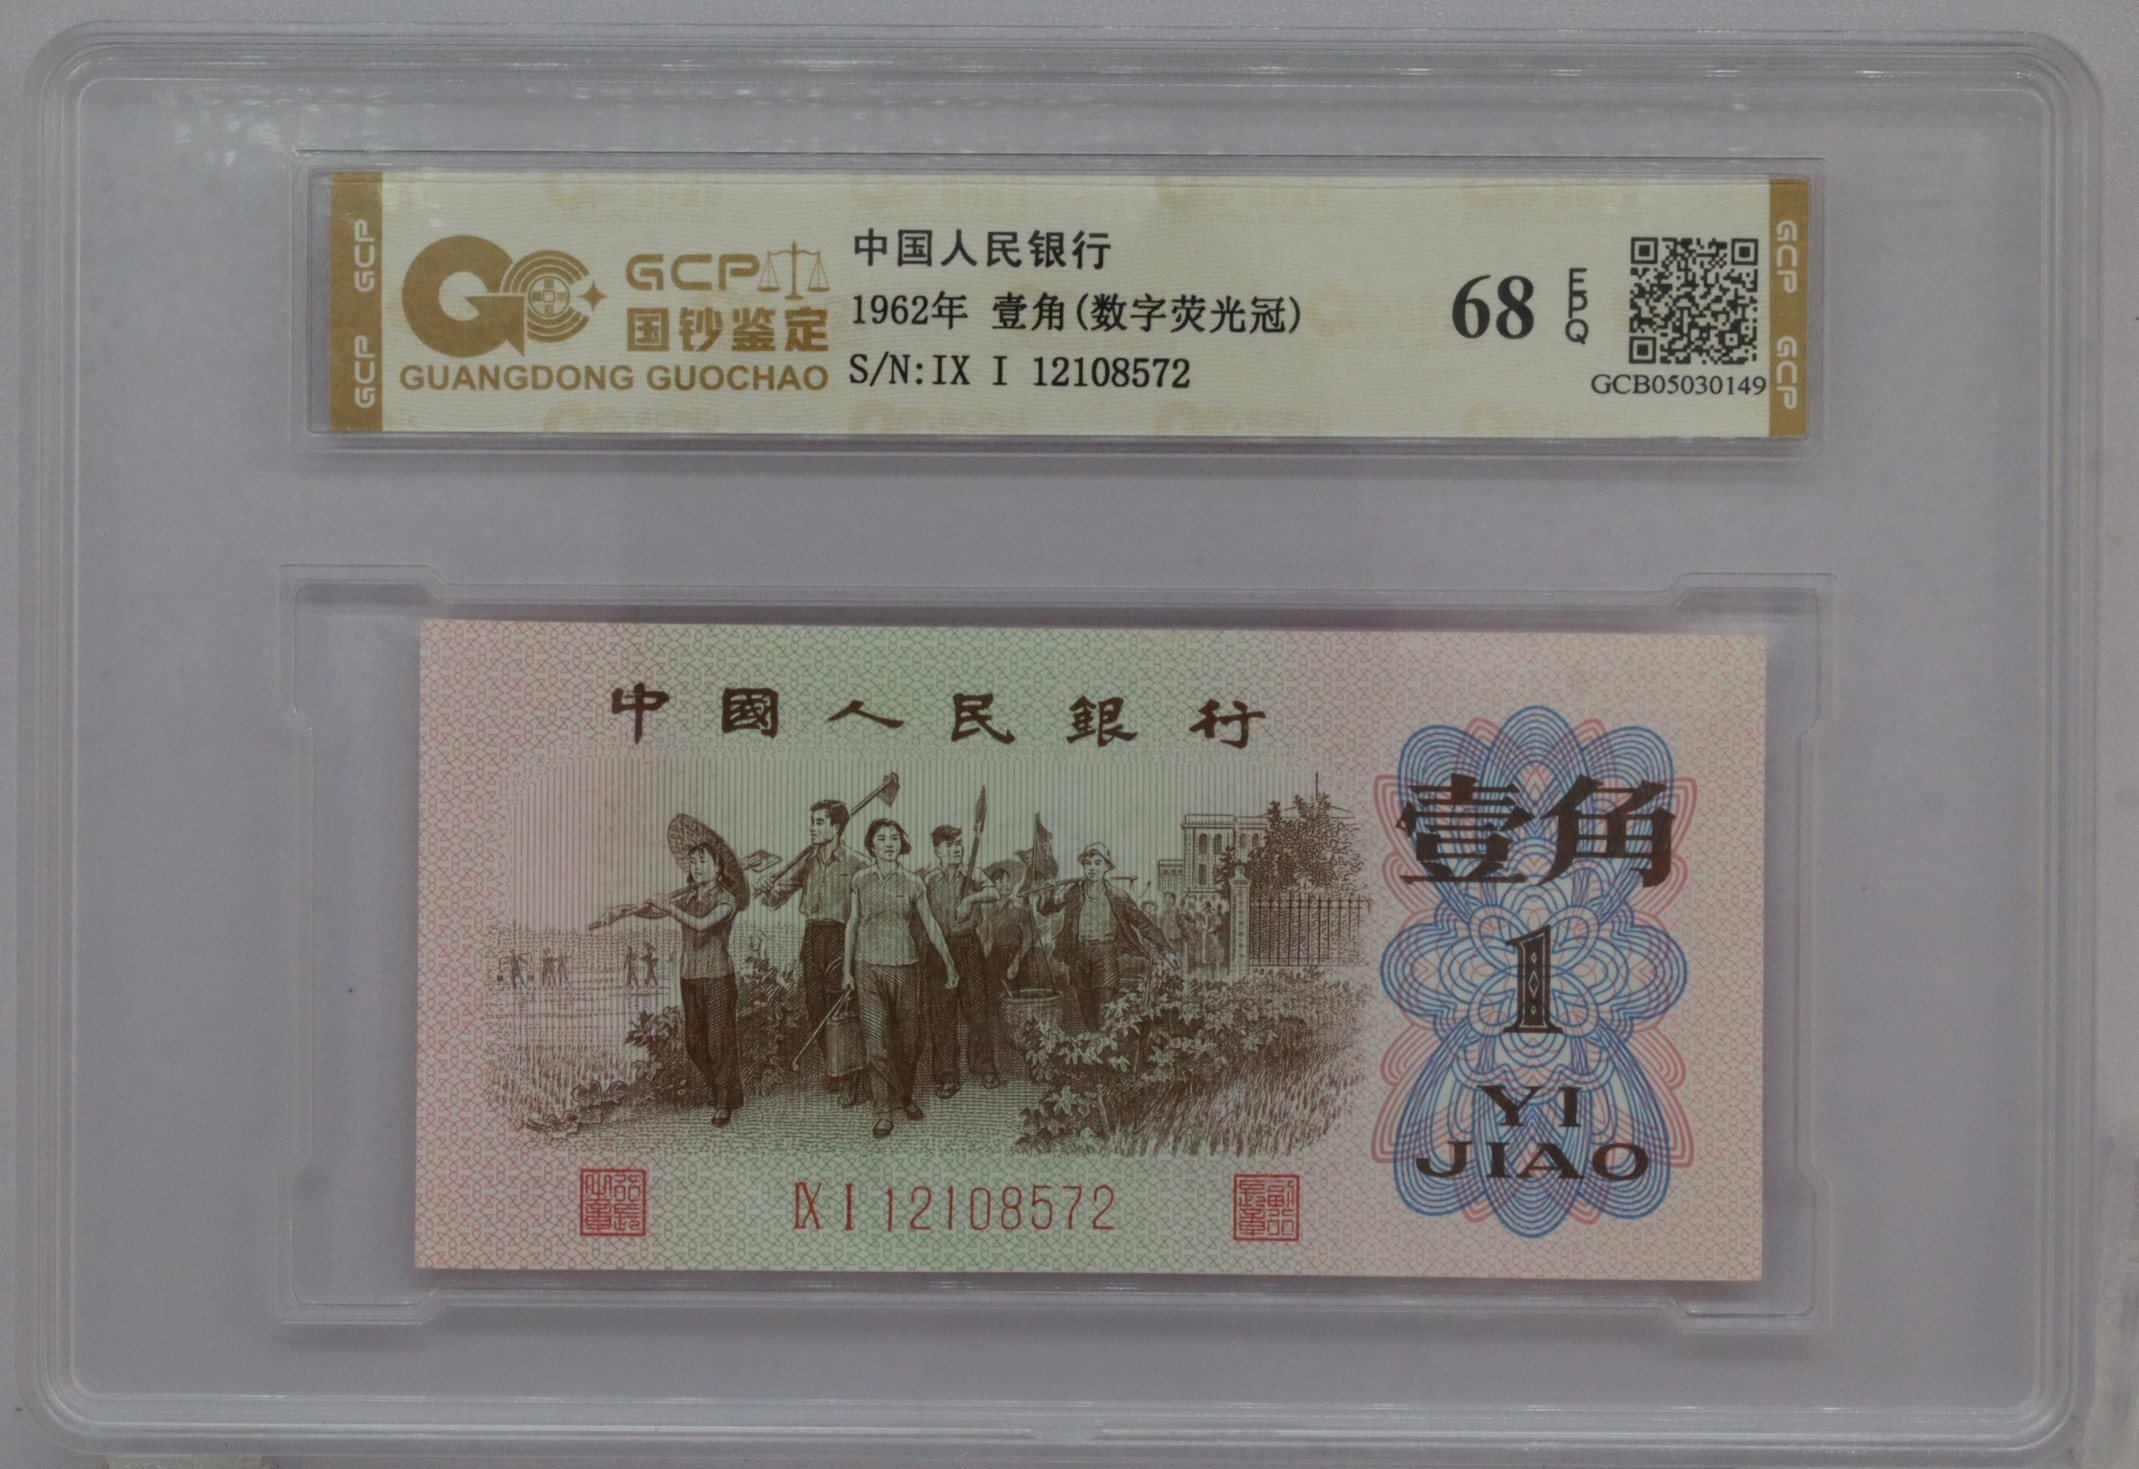 GCP
GCP
GCP
国钞鉴定
GUANGDONG GUOCHAO
中国人民银行
1962年 壹角(数字荧光冠)
S/N:IX I 12108572
68
EPQ
GCB05030149
GCP
GCP
中國人民銀行
壹角
1
YI
JIAO
IX I 12108572